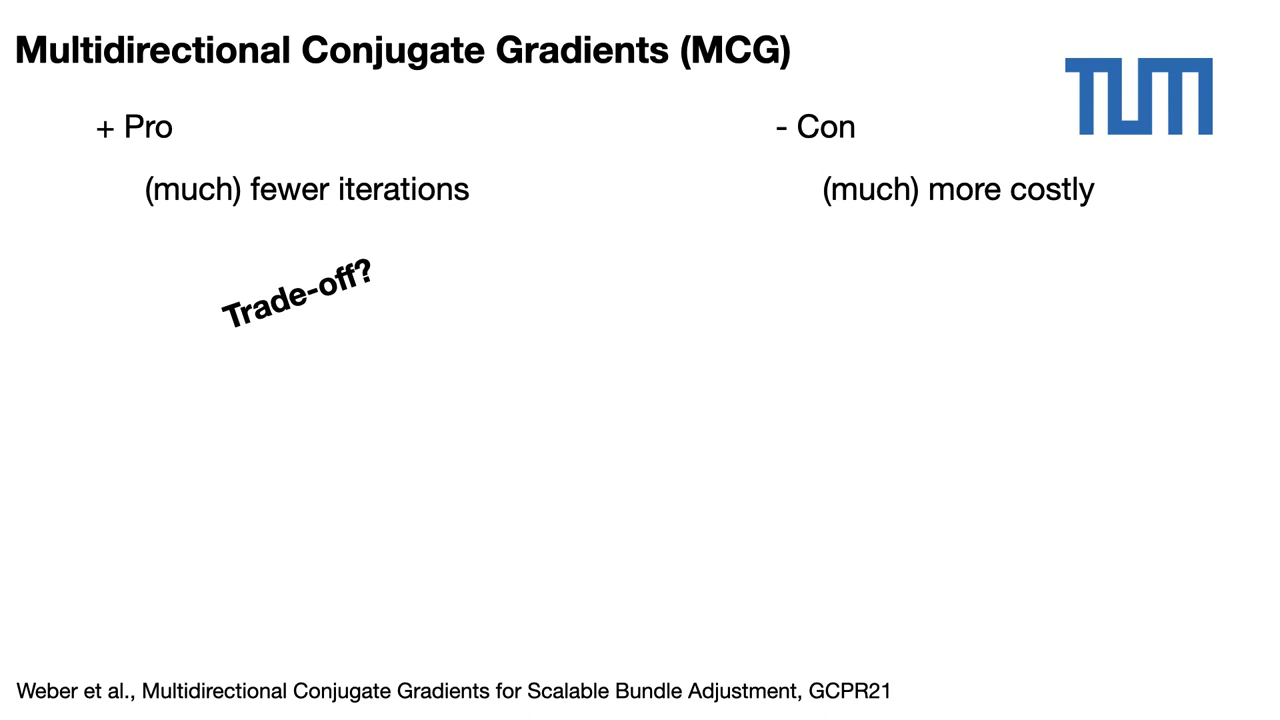 Multidirectional Conjugate Gradients (MCG)
TUM
+ Pro
- Con
(much) fewer iterations
(much) more costly
Trade-off?
Weber et al., Multidirectional Conjugate Gradients for Scalable Bundle Adjustment, GCPR21